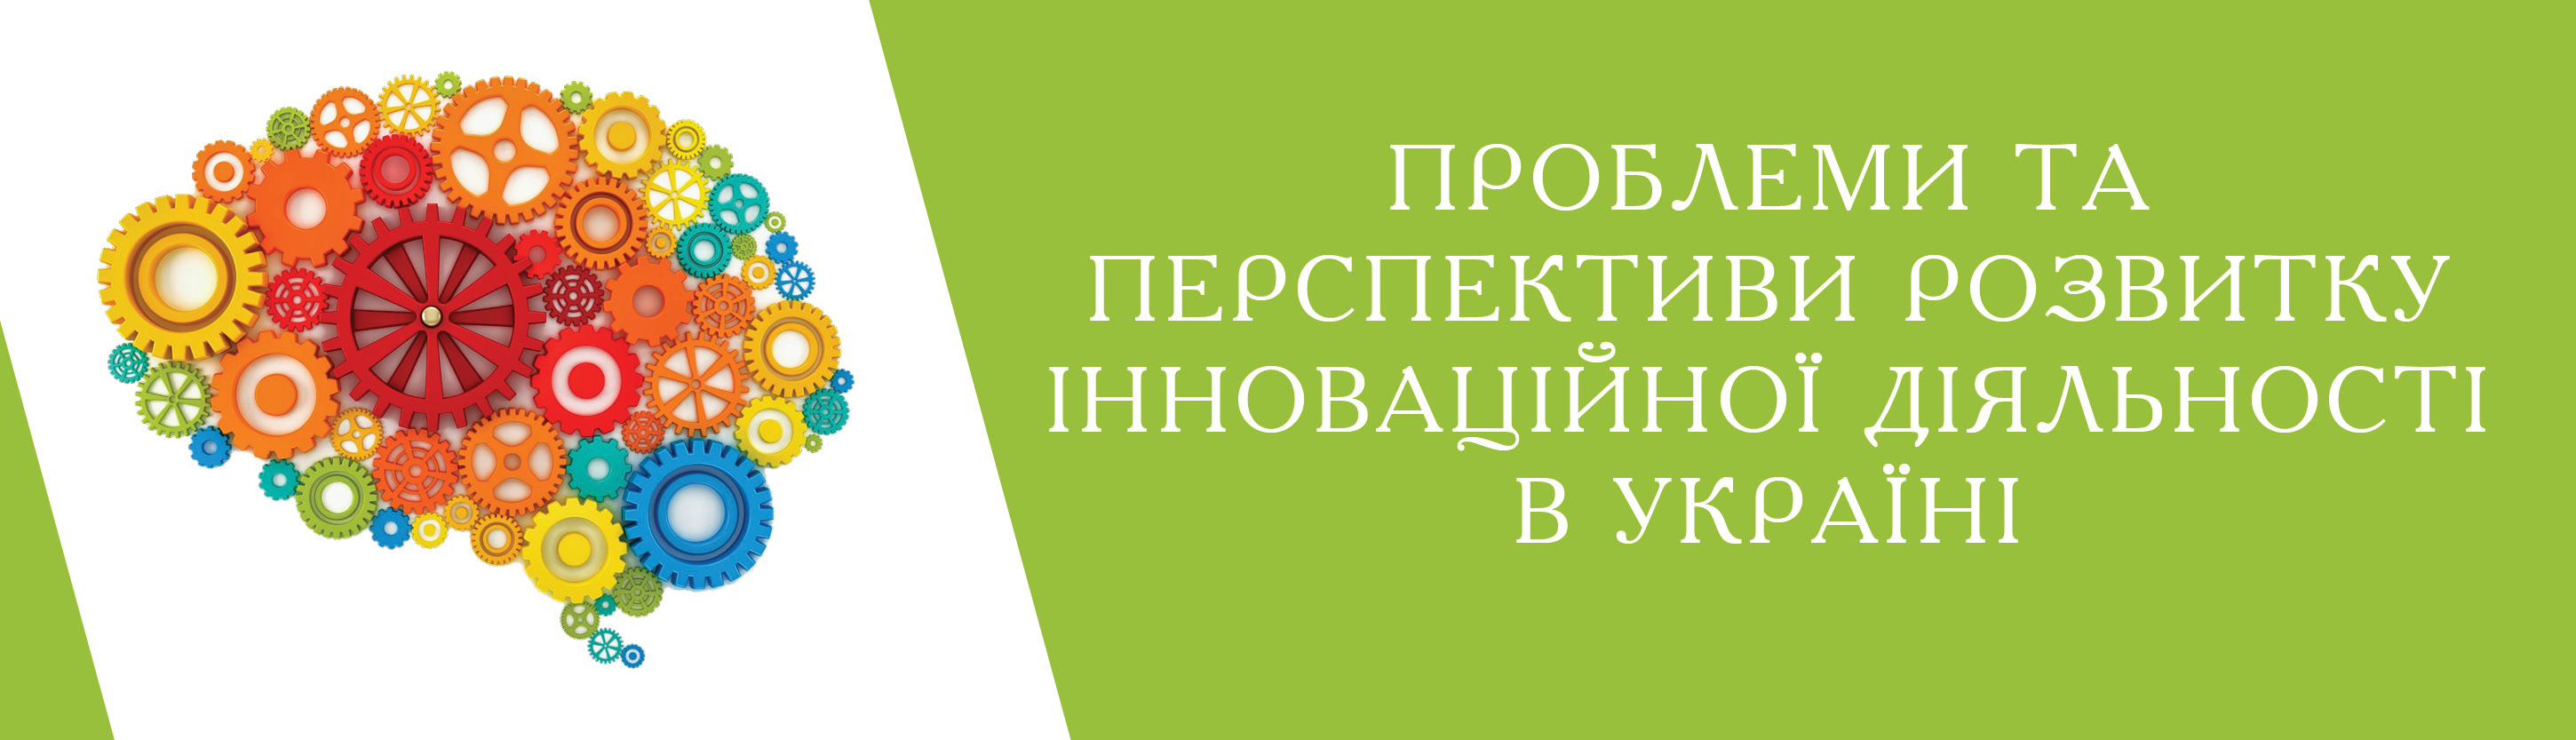 ПРОБЛЕМИ ТА
ПЕРСПЕКТИВИ РОЗВИТКУ
ІННОВАЦІЙНОЇ ДІЯЛЬНОСТІ
В УКРАЇНІ